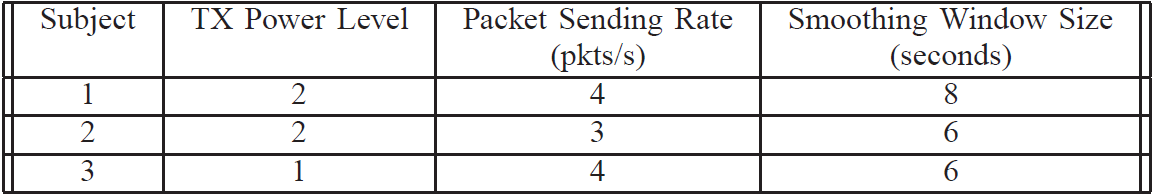 Subject TX Power Level Packet Sending Rate Smoothing Window Size
(pkts/s) (seconds)
1 2 4 8
2 2 3 6
3 1 4 6